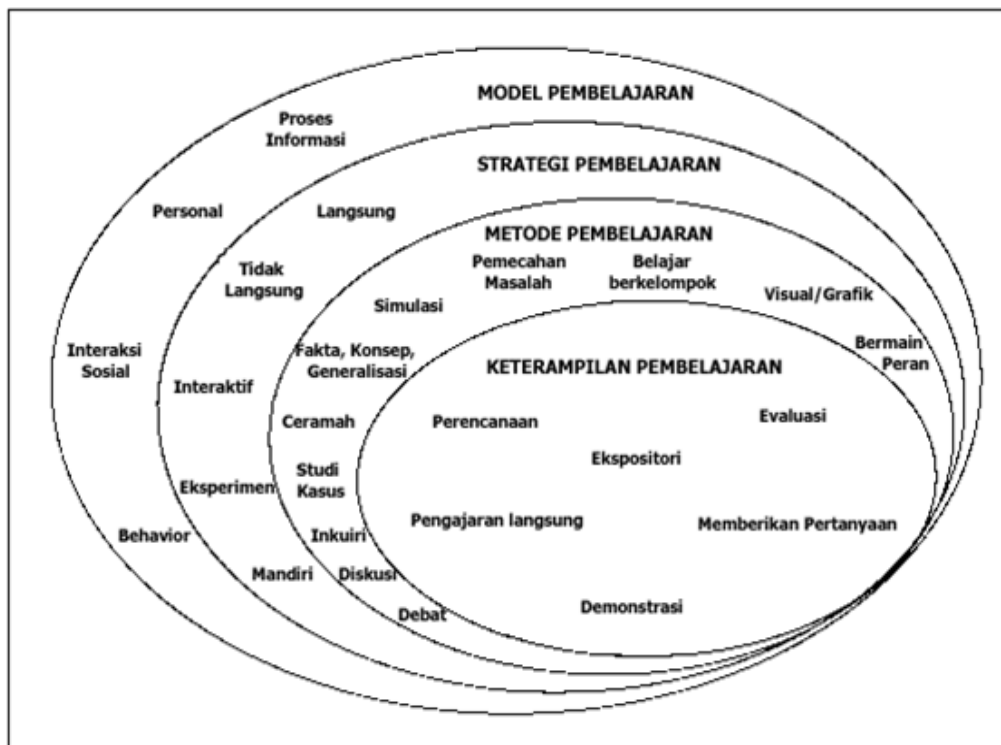 MODEL PEMBELAJARAN
Proses
Informasi
Personal
Interaksi
Sosial
Behavior
STRATEGI PEMBELAJARAN
Langsung
Tidak
Langsung
Interaktif
Eksperimen
Mandiri
METODE PEMBELAJARAN
Pemecahan
Masalah
Belajar
berkelompok
Visual/Grafik
Simulasi
Bermain
Peran
Fakta, Konsep,
Generalisasi
Ceramah
Studi
Kasus
Inkuiri
Diskusi
Debat
KETERAMPILAN PEMBELAJARAN
Perencanaan
Evaluasi
Ekspositori
Pengajaran langsung
Memberikan Pertanyaan
Demonstrasi